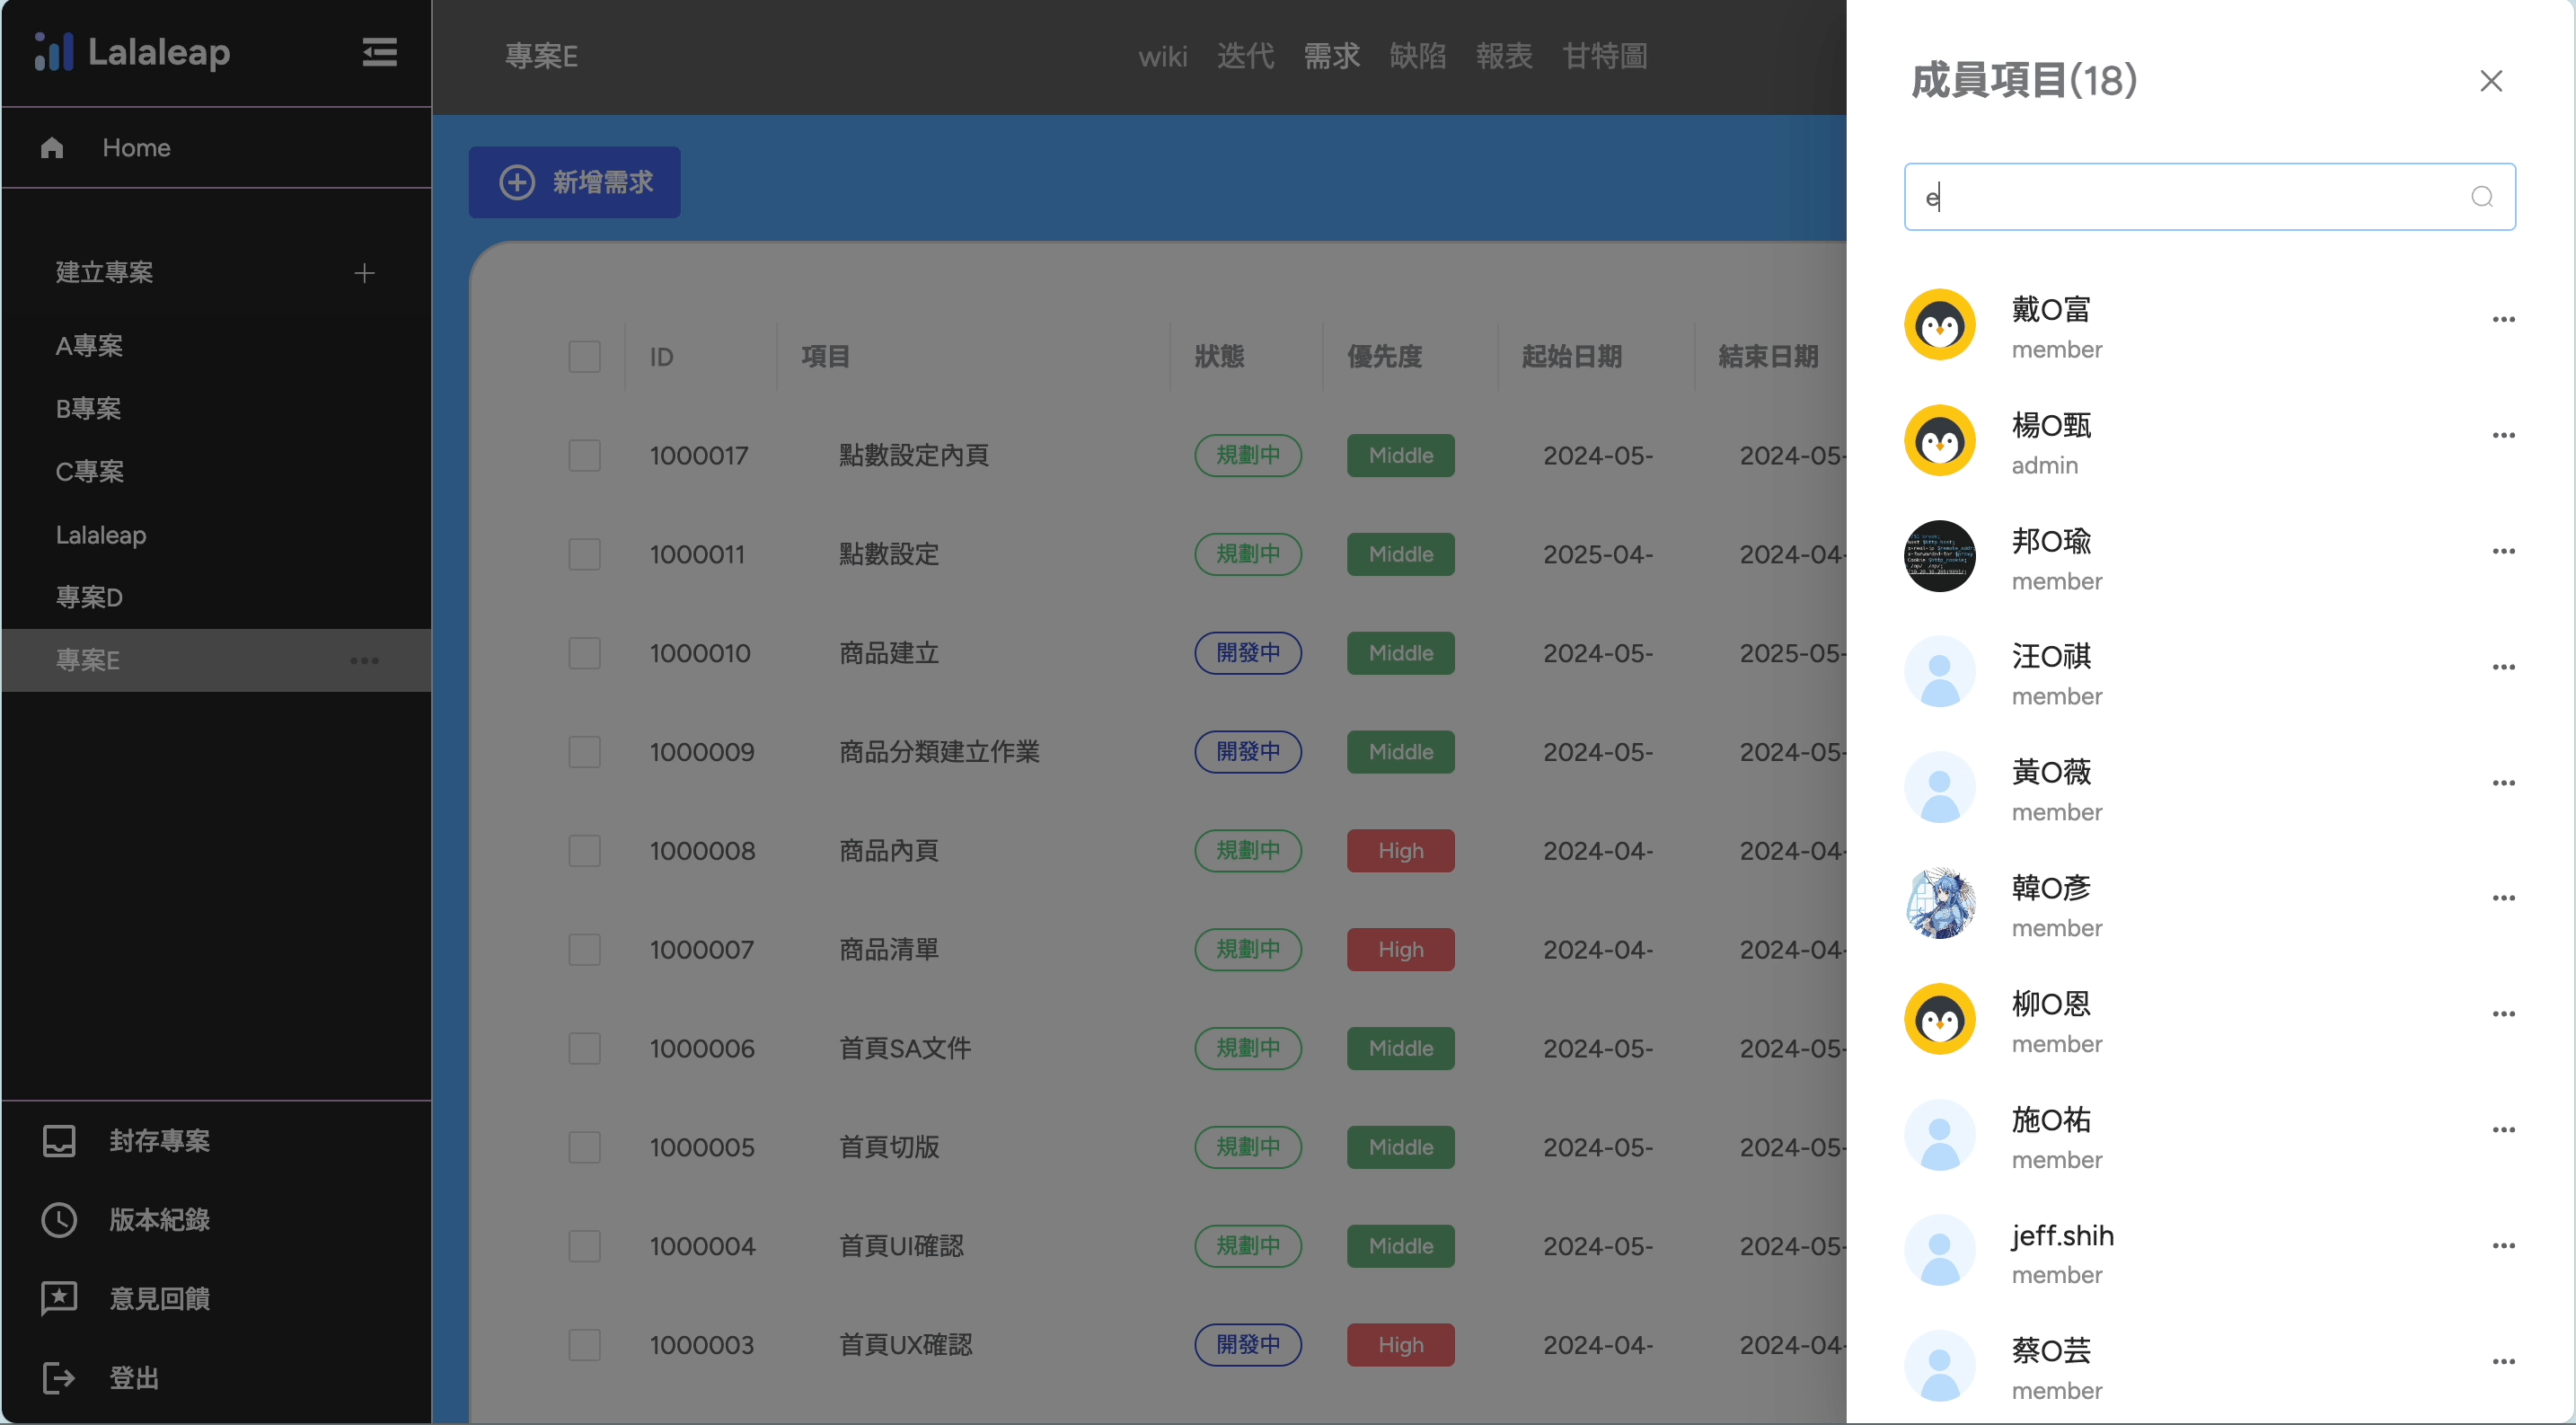 Lalaleap
Home
建立專案
A專案
B專案
C專案
Lalaleap
專案D
專案E
封存專案
版本紀錄
意見回饋
登出
專案E
wiki 迭代 需求 缺陷 報表 甘特圖
新增需求
ID 項目 狀態 優先度 起始日期 結束日期
1000017 點數設定內頁 規劃中 Middle 2024-05- 2024-05-
1000011 點數設定 規劃中 Middle 2025-04- 2024-04-
1000010 商品建立 開發中 Middle 2024-05- 2025-05-
1000009 商品分類建立作業 開發中 Middle 2024-05- 2024-05-
1000008 商品內頁 規劃中 High 2024-04- 2024-04-
1000007 商品清單 規劃中 High 2024-04- 2024-04-
1000006 首頁SA文件 規劃中 Middle 2024-05- 2024-05-
1000005 首頁切版 規劃中 Middle 2024-05- 2024-05-
1000004 首頁UI確認 規劃中 Middle 2024-05- 2024-05-
1000003 首頁UX確認 開發中 High 2024-04- 2024-04-
成員項目(18)
e
戴O富
member
楊O甄
admin
邦O瑜
member
汪O祺
member
黃O薇
member
韓O彥
member
柳O恩
member
施O祐
member
jeff.shih
member
蔡O芸
member